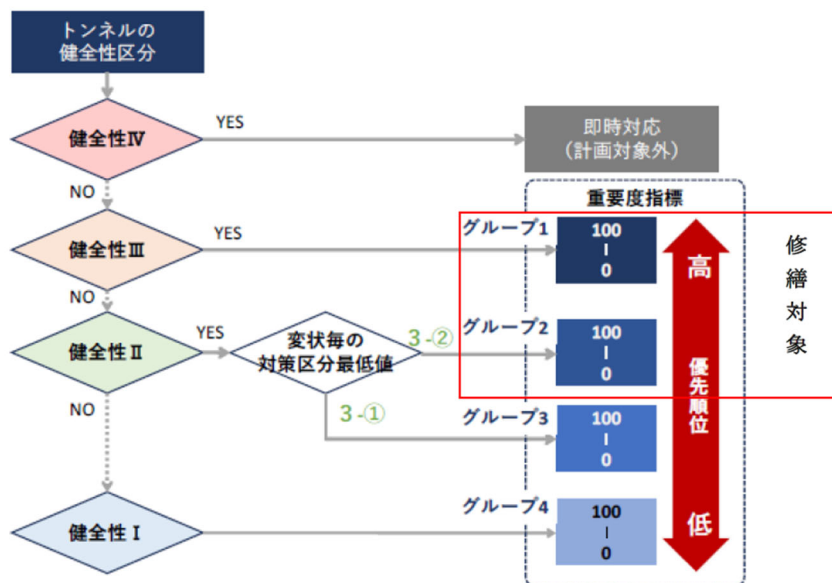 トンネルの
健全性区分
健全性Ⅳ
YES
即時対応
（計画対象外）
NO
重要度指標
健全性Ⅲ
YES
グループ1
100
|
0
高
修繕対象
NO
健全性Ⅱ
YES
変状毎の
対策区分最低値
3-②
グループ2
100
|
0
優先順位
NO
3-①
グループ3
100
|
0
健全性Ⅰ
グループ4
100
|
0
低